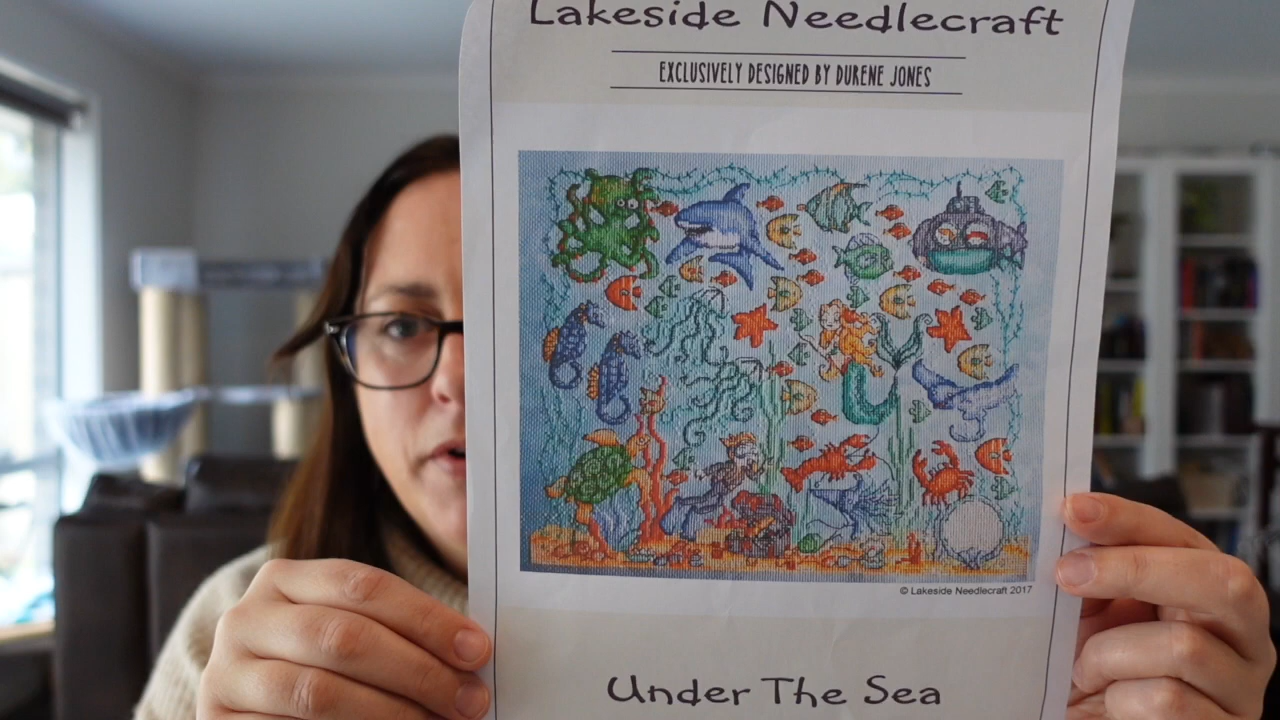 Lakeside Needlecraft
EXCLUSIVELY DESIGNED BY DURENE JONES
© Lakeside Needlecraft 2017
Under The Sea